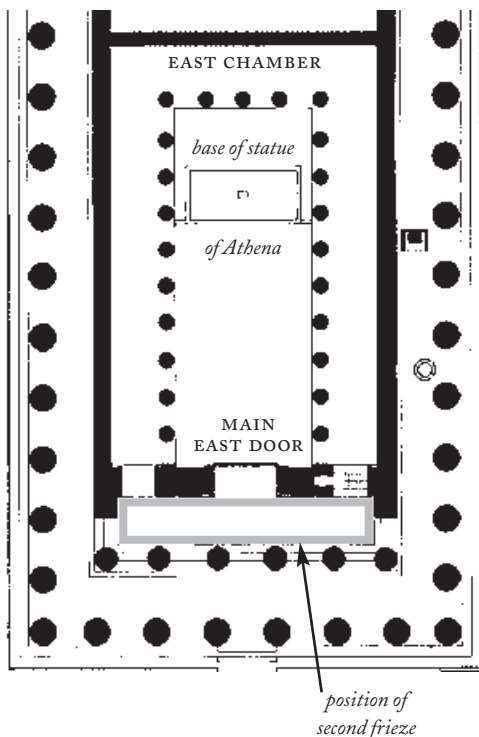 EAST CHAMBER
base of statue
of Athena
MAIN
EAST DOOR
position of
second frieze